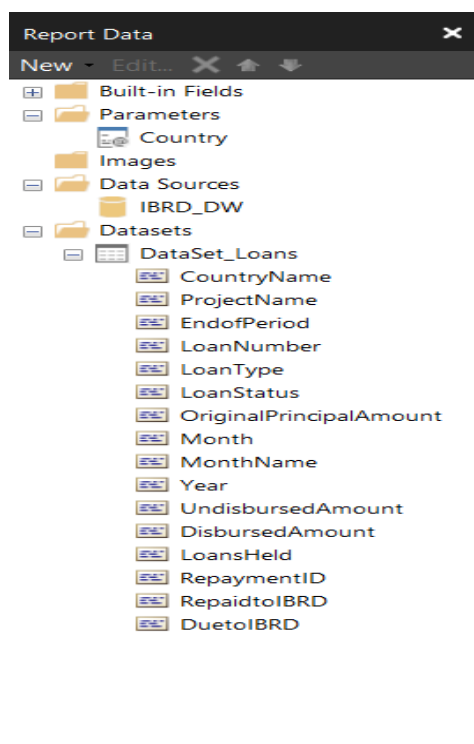 Report Data
New Edit...
Built-in Fields
Parameters
Country
Images
Data Sources
IBRD_DW
Datasets
DataSet_Loans
CountryName
ProjectName
EndofPeriod
LoanNumber
LoanType
LoanStatus
OriginalPrincipalAmount
Month
MonthName
Year
UndisbursedAmount
DisbursedAmount
LoansHeld
RepaymentID
RepaidtoIBRD
DuetoIBRD